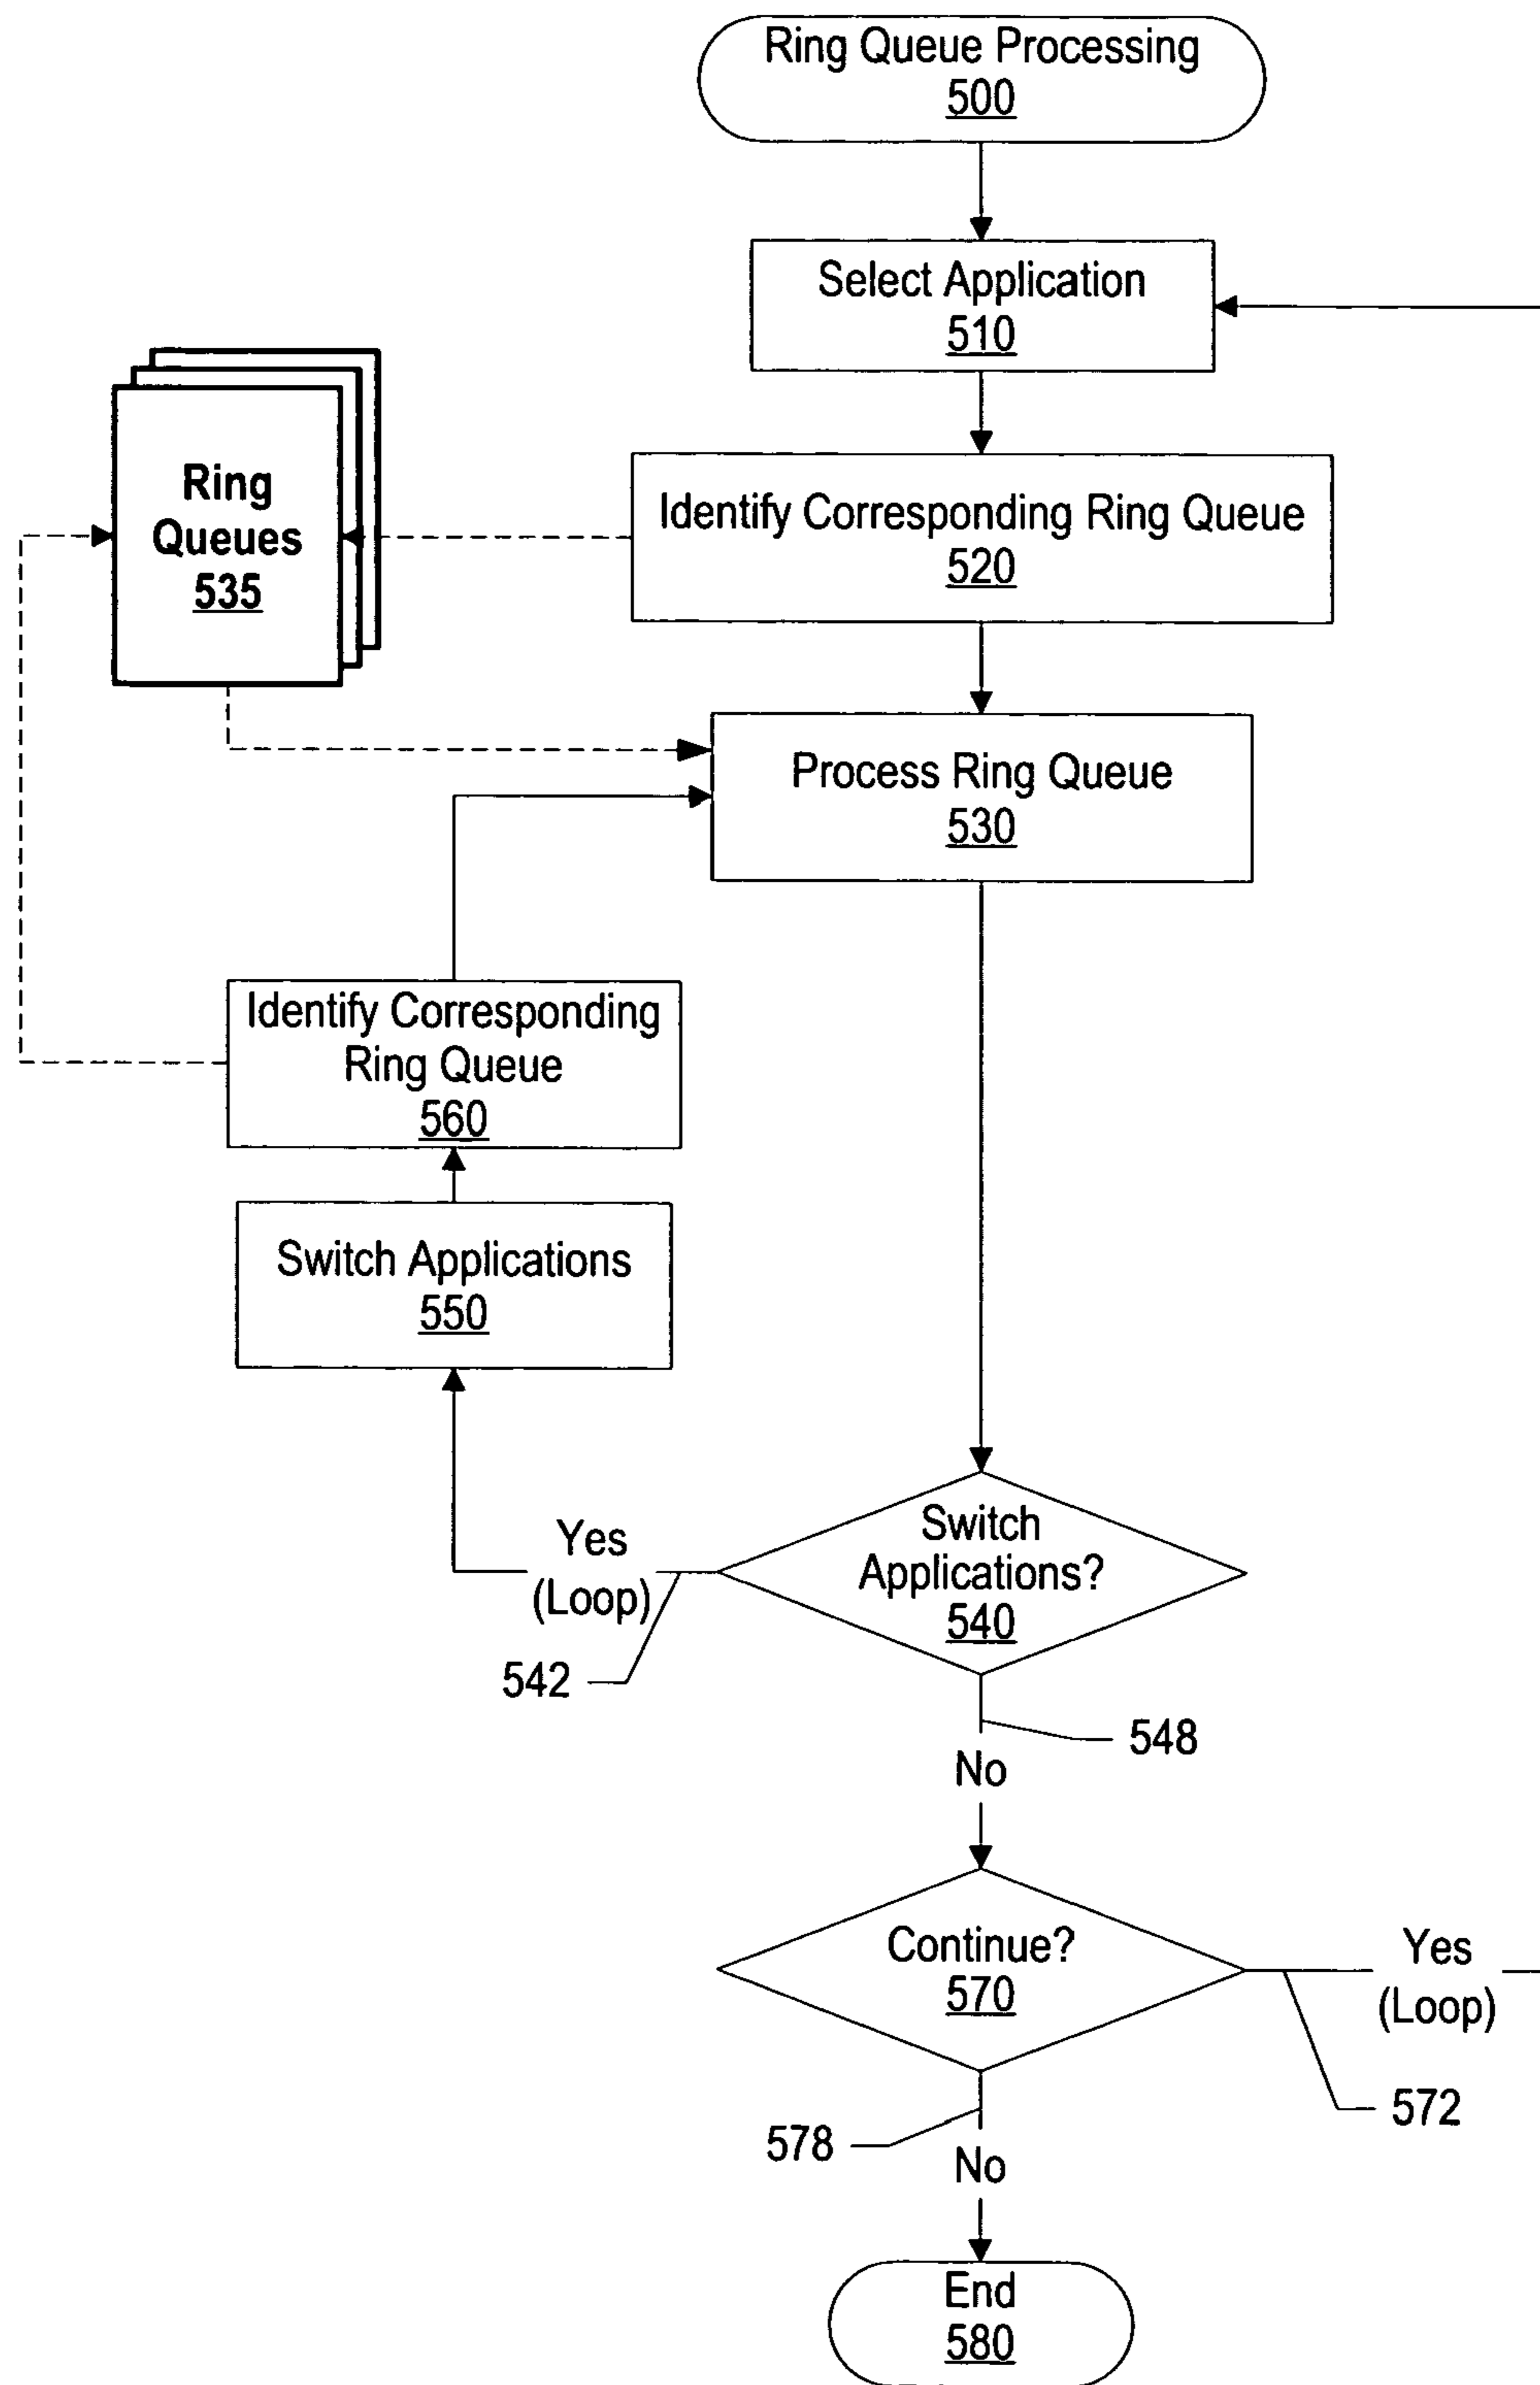 Ring Queue Processing
500
Select Application
510
Ring
Queues
535
Identify Corresponding Ring Queue
520
Process Ring Queue
530
Identify Corresponding
Ring Queue
560
Switch Applications
550
Switch
Applications?
540
Yes
(Loop)
542
548
No
Continue?
570
Yes
(Loop)
572
578
No
End
580